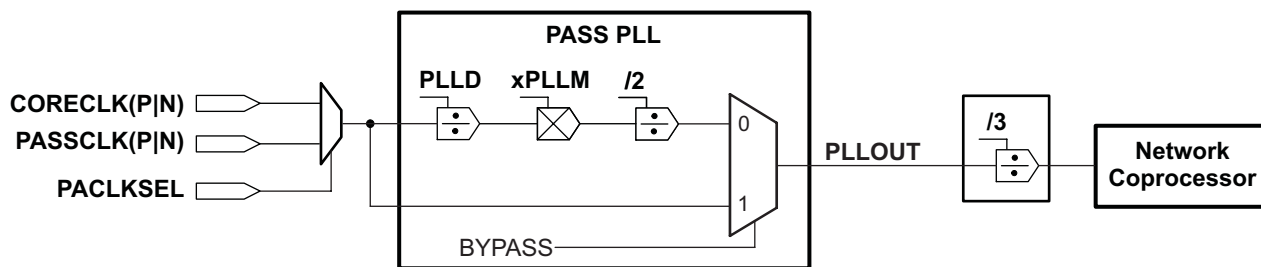 PASS PLL
PLLD
xPLLM
/2
CORECLK(P|N)
PASSCLK(P|N)
PACLKSEL
0
1
BYPASS
PLLOUT
/3
Network
Coprocessor